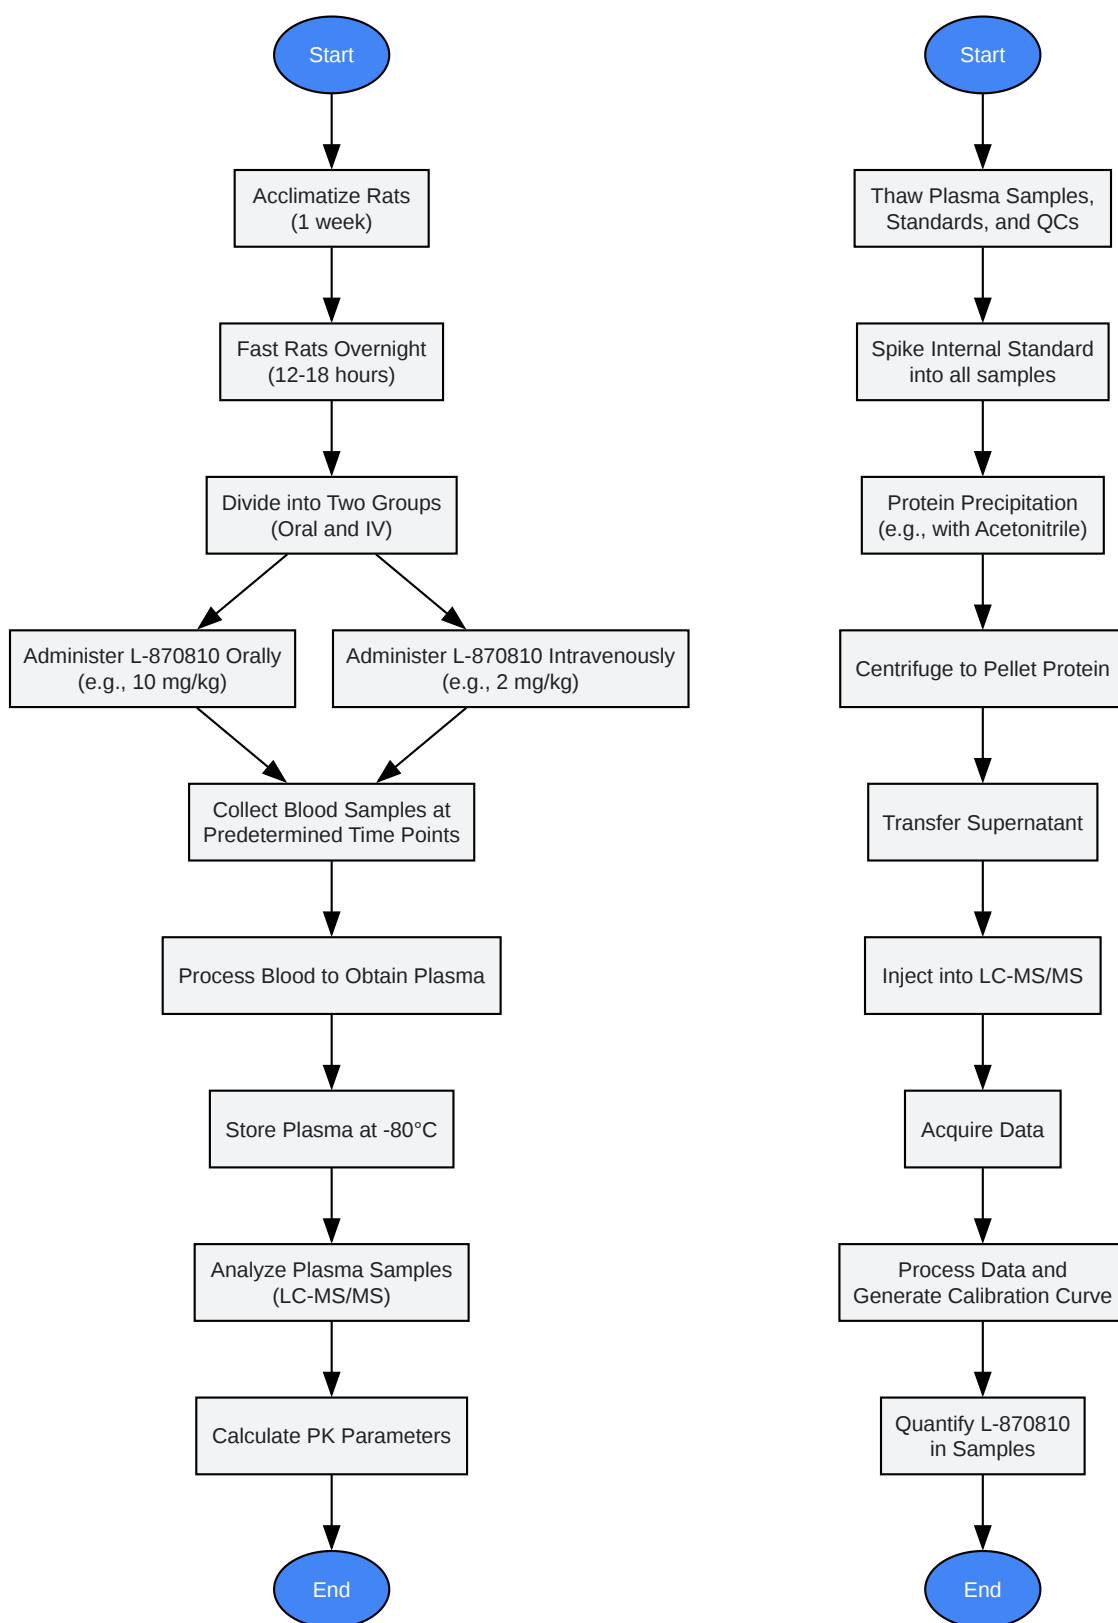 Start
Acclimatize Rats
(1 week)
Fast Rats Overnight
(12-18 hours)
Divide into Two Groups
(Oral and IV)
Administer L-870810 Orally
(e.g., 10 mg/kg)
Administer L-870810 Intravenously
(e.g., 2 mg/kg)
Collect Blood Samples at
Predetermined Time Points
Process Blood to Obtain Plasma
Store Plasma at -80°C
Analyze Plasma Samples
(LC-MS/MS)
Calculate PK Parameters
End
Start
Thaw Plasma Samples,
Standards, and QCs
Spike Internal Standard
into all samples
Protein Precipitation
(e.g., with Acetonitrile)
Centrifuge to Pellet Protein
Transfer Supernatant
Inject into LC-MS/MS
Acquire Data
Process Data and
Generate Calibration Curve
Quantify L-870810
in Samples
End